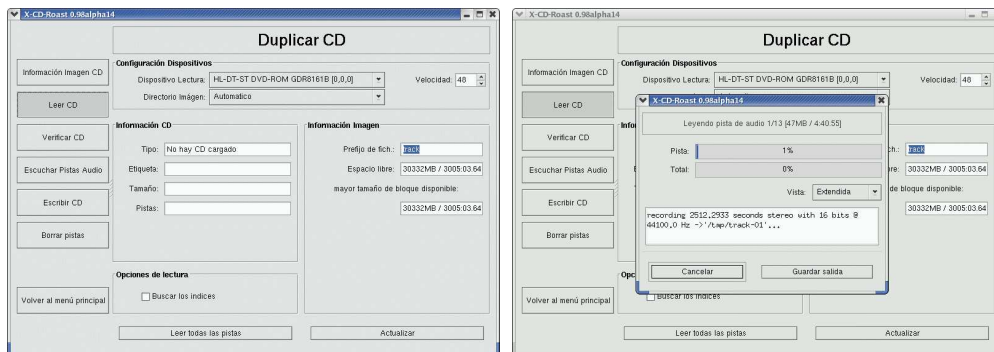 X-CD-Roast 0.98alpha14
Duplicar CD
Información Imagen CD
Leer CD
Verificar CD
Escuchar Pistas Audio
Escribir CD
Borrar pistas
Volver al menú principal
Configuración Dispositivos
Dispositivo Lectura: HL-DT-ST DVD-ROM GDR8161B [0,0,0] Velocidad: 48
Directorio Imágen: Automatico
Información CD
Tipo: No hay CD cargado
Etiqueta:
Tamaño:
Pistas:
Información Imagen
Prefijo de fich.: track
Espacio libre: 30332MB / 3005:03.64
mayor tamaño de bloque disponible:
30332MB / 3005:03.64
Opciones de lectura
Buscar los indices
Leer todas las pistas
Actualizar
X-CD-Roast 0.98alpha14
Duplicar CD
Información Imagen CD
Leer CD
Verificar CD
Escuchar Pistas Audio
Escribir CD
Borrar pistas
Volver al menú principal
Configuración Dispositivos
Dispositivo Lectura: HL-DT-ST DVD-ROM GDR8161B [0,0,0] Velocidad: 48
X-CD-Roast 0.98alpha14
Leyendo pista de audio 1/13 [47MB / 4:40.55]
Pista: 1%
Total: 0%
Vista: Extendida
recording 2512.2933 seconds stereo with 16 bits @
44100.0 Hz ->'/tmp/track-01'...
Cancelar
Guardar salida
Infor
ch.: track
bre: 30332MB / 3005:03.64
de bloque disponible:
30332MB / 3005:03.64
Opc
Buscar los indices
Leer todas las pistas
Actualizar